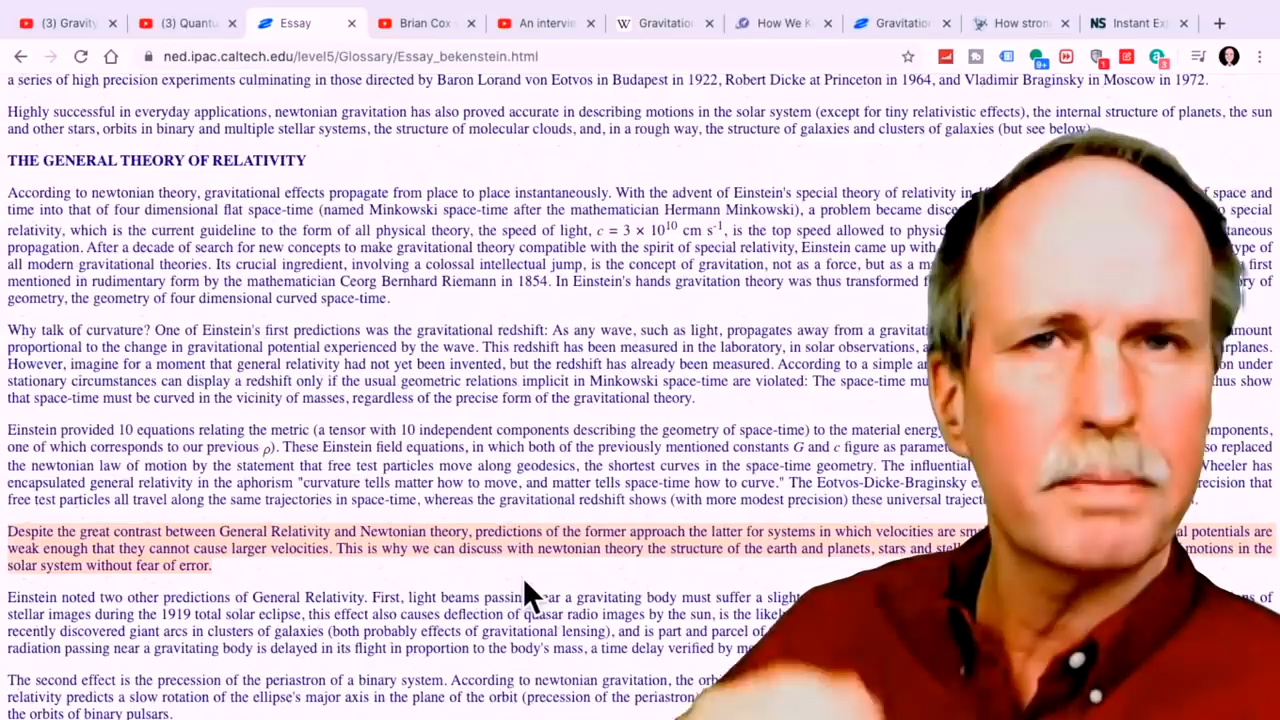 (3) Gravity
(3) Quantu
Essay
Brian Cox -
An intervie
Gravitation
How We K
Gravitation
How stron
Instant Exp
ned.ipac.caltech.edu/level5/Glossary/Essay_bekenstein.html
9+
1
3
a series of high precision experiments culminating in those directed by Baron Lorand von Eotvos in Budapest in 1922, Robert Dicke at Princeton in 1964, and Vladimir Braginsky in Moscow in 1972.
Highly successful in everyday applications, newtonian gravitation has also proved accurate in describing motions in the solar system (except for tiny relativistic effects), the internal structure of planets, the sun
and other stars, orbits in binary and multiple stellar systems, the structure of molecular clouds, and, in a rough way, the structure of galaxies and clusters of galaxies (but see below).
THE GENERAL THEORY OF RELATIVITY
According to newtonian theory, gravitational effects propagate from place to place instantaneously. With the advent of Einstein's special theory of relativity in of space and
time into that of four dimensional flat space-time (named Minkowski space-time after the mathematician Hermann Minkowski), a problem became special
relativity, which is the current guideline to the form of all physical theory, the speed of light, c = 3 × 10¹⁰ cm s⁻¹, is the top speed allowed to
propagation. After a decade of search for new concepts to make gravitational theory compatible with the spirit of special relativity, Einstein came up with type of
all modern gravitational theories. Its crucial ingredient, involving a colossal intellectual jump, is the concept of gravitation, not as a force, but as a first
mentioned in rudimentary form by the mathematician Ceorg Bernhard Riemann in 1854. In Einstein's hands gravitation theory was thus transformed of
geometry, the geometry of four dimensional curved space-time.
Why talk of curvature? One of Einstein's first predictions was the gravitational redshift: As any wave, such as light, propagates away from a amount
proportional to the change in gravitational potential experienced by the wave. This redshift has been measured in the laboratory, in solar observations,
However, imagine for a moment that general relativity had not yet been invented, but the redshift has already been measured. According to a simple under
stationary circumstances can display a redshift only if the usual geometric relations implicit in Minkowski space-time are violated: The space-time thus show
that space-time must be curved in the vicinity of masses, regardless of the precise form of the gravitational theory.
Einstein provided 10 equations relating the metric (a tensor with 10 independent components describing the geometry of space-time) to the material
one of which corresponds to our previous ρ). These Einstein field equations, in which both of the previously mentioned constants G and c figure as replaced
the newtonian law of motion by the statement that free test particles move along geodesics, the shortest curves in the space-time geometry. The influential Wheeler has
encapsulated general relativity in the aphorism "curvature tells matter how to move, and matter tells space-time how to curve." The Eotvos-Dicke-Braginsky that
free test particles all travel along the same trajectories in space-time, whereas the gravitational redshift shows (with more modest precision) these universal
Despite the great contrast between General Relativity and Newtonian theory, predictions of the former approach the latter for systems in which velocities are potentials are
weak enough that they cannot cause larger velocities. This is why we can discuss with newtonian theory the structure of the earth and planets, stars and motions in the
solar system without fear of error.
Einstein noted two other predictions of General Relativity. First, light beams near a gravitating body must suffer a of
stellar images during the 1919 total solar eclipse, this effect also causes deflection of quasar radio images by the sun, is the
recently discovered giant arcs in clusters of galaxies (both probably effects of gravitational lensing), and is part and parcel of
radiation passing near a gravitating body is delayed in its flight in proportion to the body's mass, a time delay verified by
The second effect is the precession of the periastron of a binary system. According to newtonian gravitation, the
relativity predicts a slow rotation of the ellipse's major axis in the plane of the orbit (precession of the periastron)
the orbits of binary pulsars.